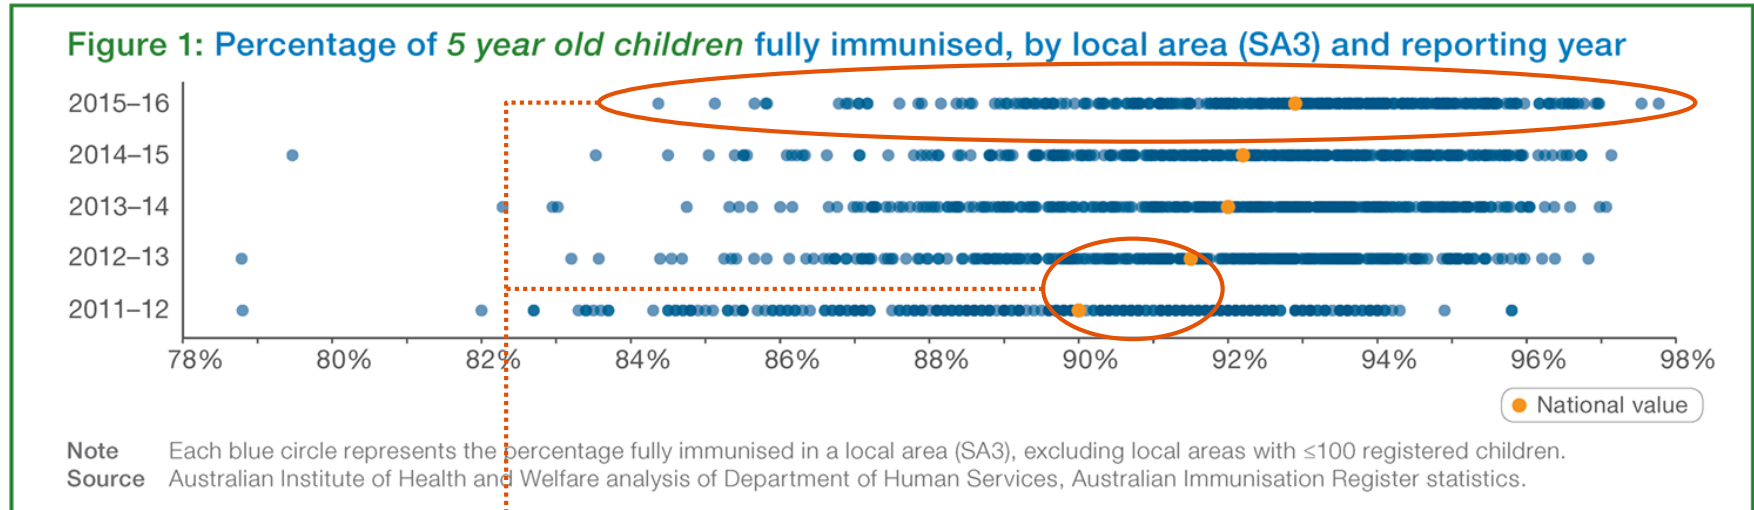 Figure 1: Percentage of 5 year old children fully immunised, by local area (SA3) and reporting year
2015–16
2014–15
2013–14
2012–13
2011–12
78% 80% 82% 84% 86% 88% 90% 92% 94% 96% 98%
National value
Note Each blue circle represents the percentage fully immunised in a local area (SA3), excluding local areas with ≤100 registered children.
Source Australian Institute of Health and Welfare analysis of Department of Human Services, Australian Immunisation Register statistics.